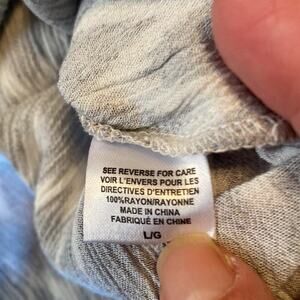 SEE REVERSE FOR CARE
VOIR L'ENVERS POUR LES
DIRECTIVES D'ENTRETIEN
100%RAYON/RAYONNE
MADE IN CHINA
FABRIQUÉ EN CHINE
L/G